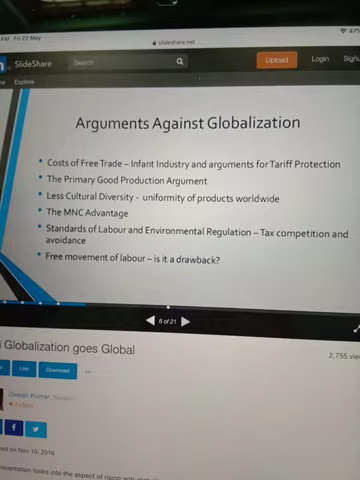 PM Fri 22 May
47%
slideshare.net
SlideShare
Search
Upload
Login
Explore
Arguments Against Globalization
• Costs of Free Trade – Infant Industry and arguments for Tariff Protection
• The Primary Good Production Argument
• Less Cultural Diversity - uniformity of products worldwide
• The MNC Advantage
• Standards of Labour and Environmental Regulation – Tax competition and
avoidance
• Free movement of labour – is it a drawback?
6 of 21
Globalization goes Global
2,755
Like
Download
...
Dinesh Kumar
+ Follow
on Nov 10, 2016
looks into the aspect of